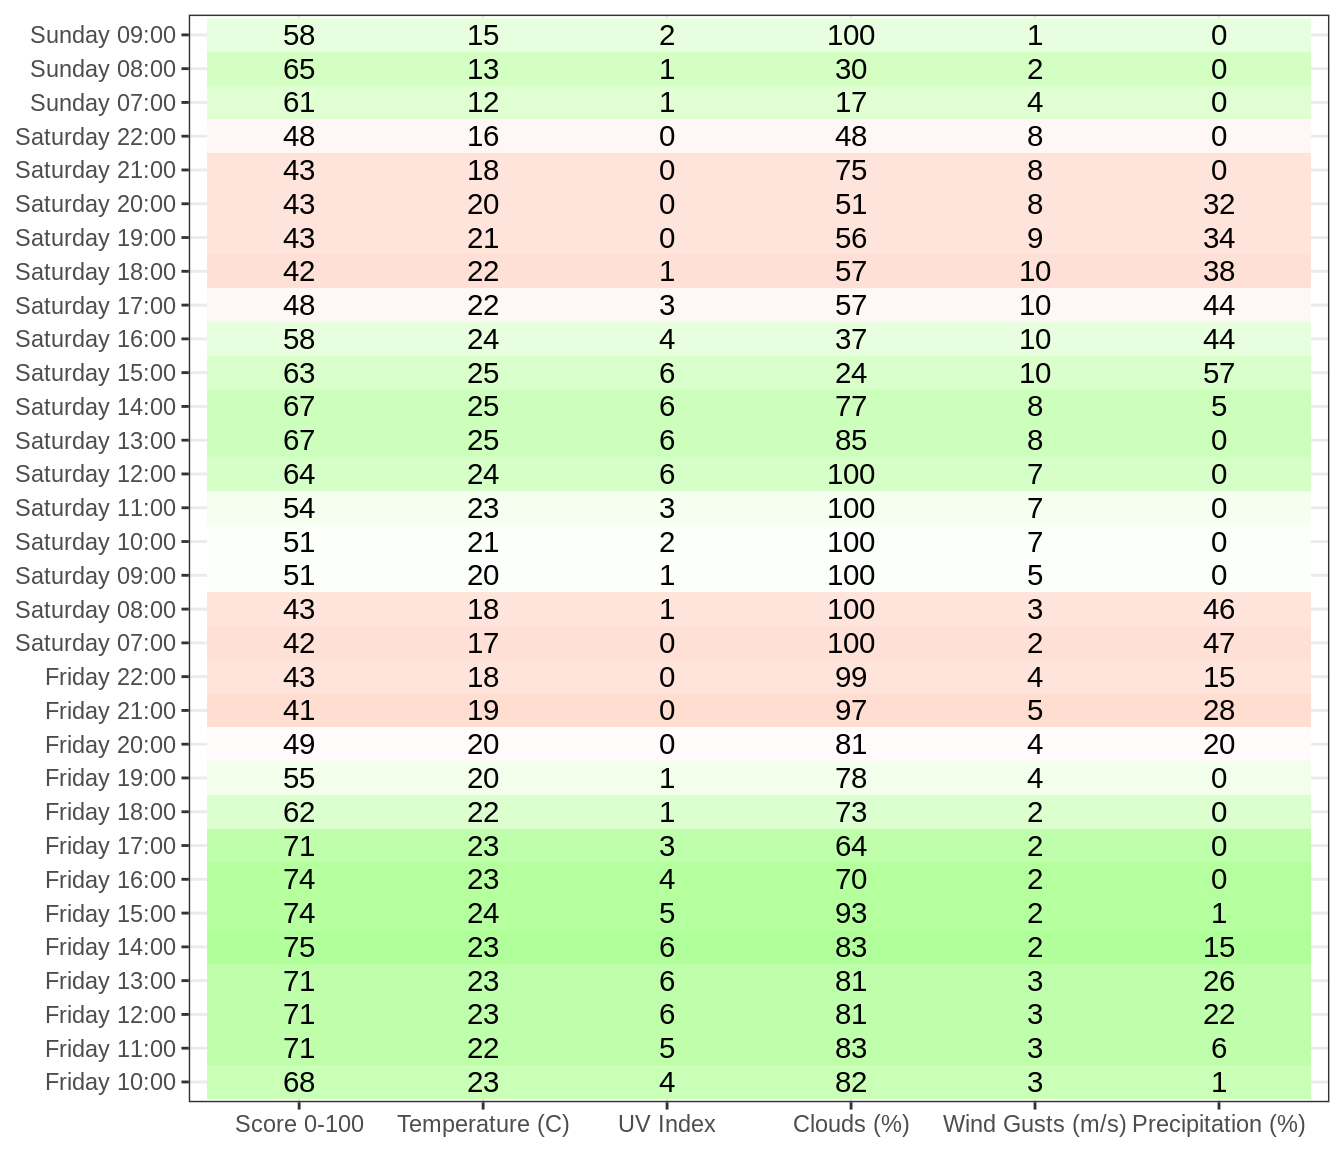 Sunday 09:00 58 15 2 100 1 0
Sunday 08:00 65 13 1 30 2 0
Sunday 07:00 61 12 1 17 4 0
Saturday 22:00 48 16 0 48 8 0
Saturday 21:00 43 18 0 75 8 0
Saturday 20:00 43 20 0 51 8 32
Saturday 19:00 43 21 0 56 9 34
Saturday 18:00 42 22 1 57 10 38
Saturday 17:00 48 22 3 57 10 44
Saturday 16:00 58 24 4 37 10 44
Saturday 15:00 63 25 6 24 10 57
Saturday 14:00 67 25 6 77 8 5
Saturday 13:00 67 25 6 85 8 0
Saturday 12:00 64 24 6 100 7 0
Saturday 11:00 54 23 3 100 7 0
Saturday 10:00 51 21 2 100 7 0
Saturday 09:00 51 20 1 100 5 0
Saturday 08:00 43 18 1 100 3 46
Saturday 07:00 42 17 0 100 2 47
Friday 22:00 43 18 0 99 4 15
Friday 21:00 41 19 0 97 5 28
Friday 20:00 49 20 0 81 4 20
Friday 19:00 55 20 1 78 4 0
Friday 18:00 62 22 1 73 2 0
Friday 17:00 71 23 3 64 2 0
Friday 16:00 74 23 4 70 2 0
Friday 15:00 74 24 5 93 2 1
Friday 14:00 75 23 6 83 2 15
Friday 13:00 71 23 6 81 3 26
Friday 12:00 71 23 6 81 3 22
Friday 11:00 71 22 5 83 3 6
Friday 10:00 68 23 4 82 3 1
Score 0-100 Temperature (C) UV Index Clouds (%) Wind Gusts (m/s) Precipitation (%)